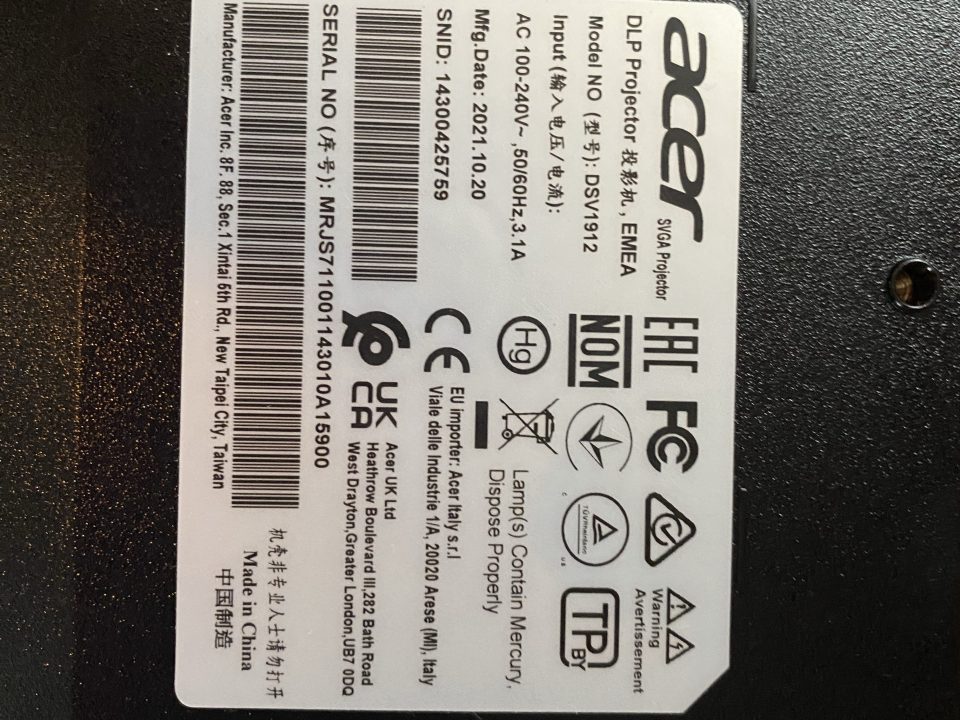 acer
SVGA Projector
DLP Projector 投影机 , EMEA
Model NO (型号): DSV1912
Input (输入电压/电流):
AC 100-240V~ ,50/60Hz,3.1A
Mfg.Date: 2021.10.20
SNID: 14300425759
SERIAL NO (序号): MRJS711001143010A15900
Manufacturer: Acer Inc. 8F. 88, Sec.1 Xintai 5th Rd., New Taipei City, Taiwan
EAC
FC
Warning
Avertissement
NOM
TÜVRheinland
C
US
TP
BY
Hg
Lamp(s) Contain Mercury,
Dispose Properly
CE
EU importer: Acer Italy s.r.l
Viale delle Industrie 1/A, 20020 Arese (MI), Italy
UK
CA
Acer UK Ltd
Heathrow Boulevard III,282 Bath Road
West Drayton,Greater London,UB7 0DQ
机壳非专业人士请勿打开
Made in China
中国制造